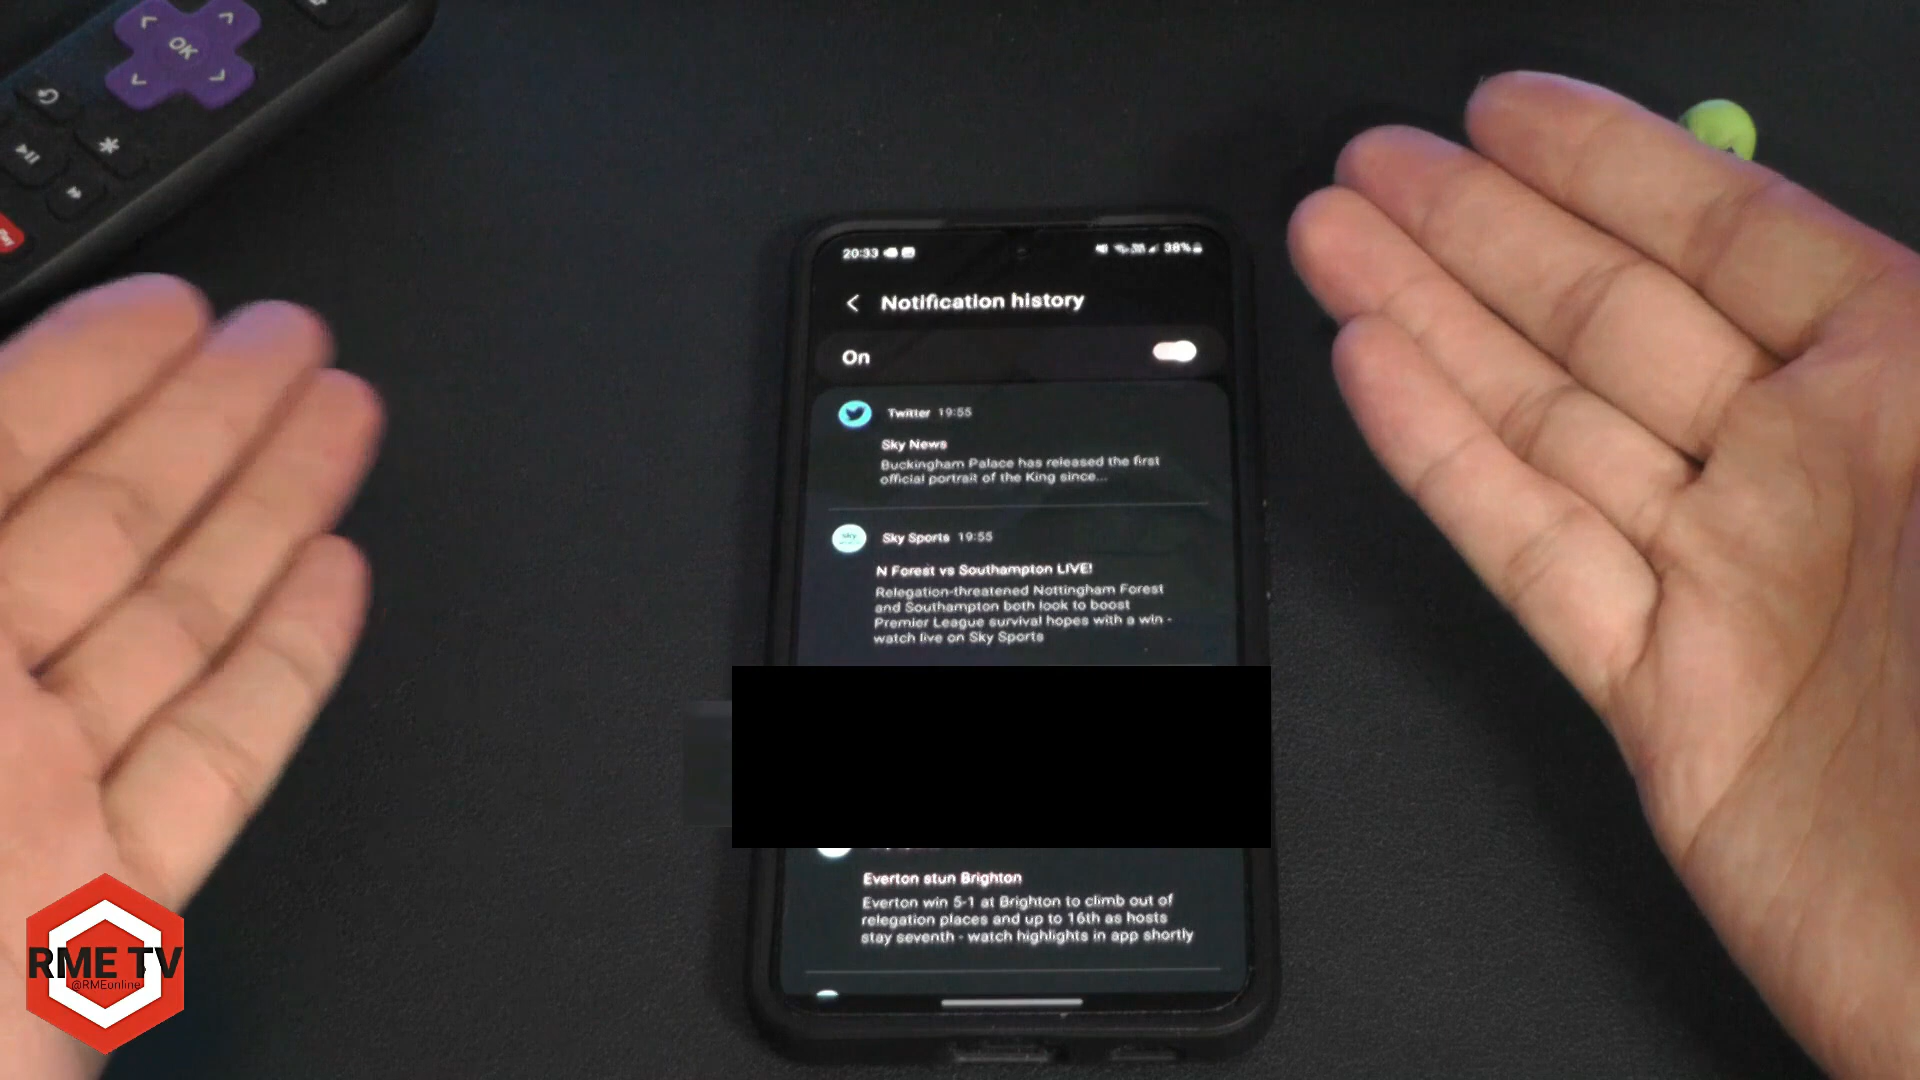 OK
20:33
38%
Notification history
On
Twitter 19:55
Sky News
Buckingham Palace has released the first
official portrait of the King since...
sky
Sky Sports 19:55
N Forest vs Southampton LIVE!
Relegation-threatened Nottingham Forest
and Southampton both look to boost
Premier League survival hopes with a win -
watch live on Sky Sports
Everton stun Brighton
Everton win 5-1 at Brighton to climb out of
relegation places and up to 16th as hosts
stay seventh - watch highlights in app shortly
RME TV
@RMEonline